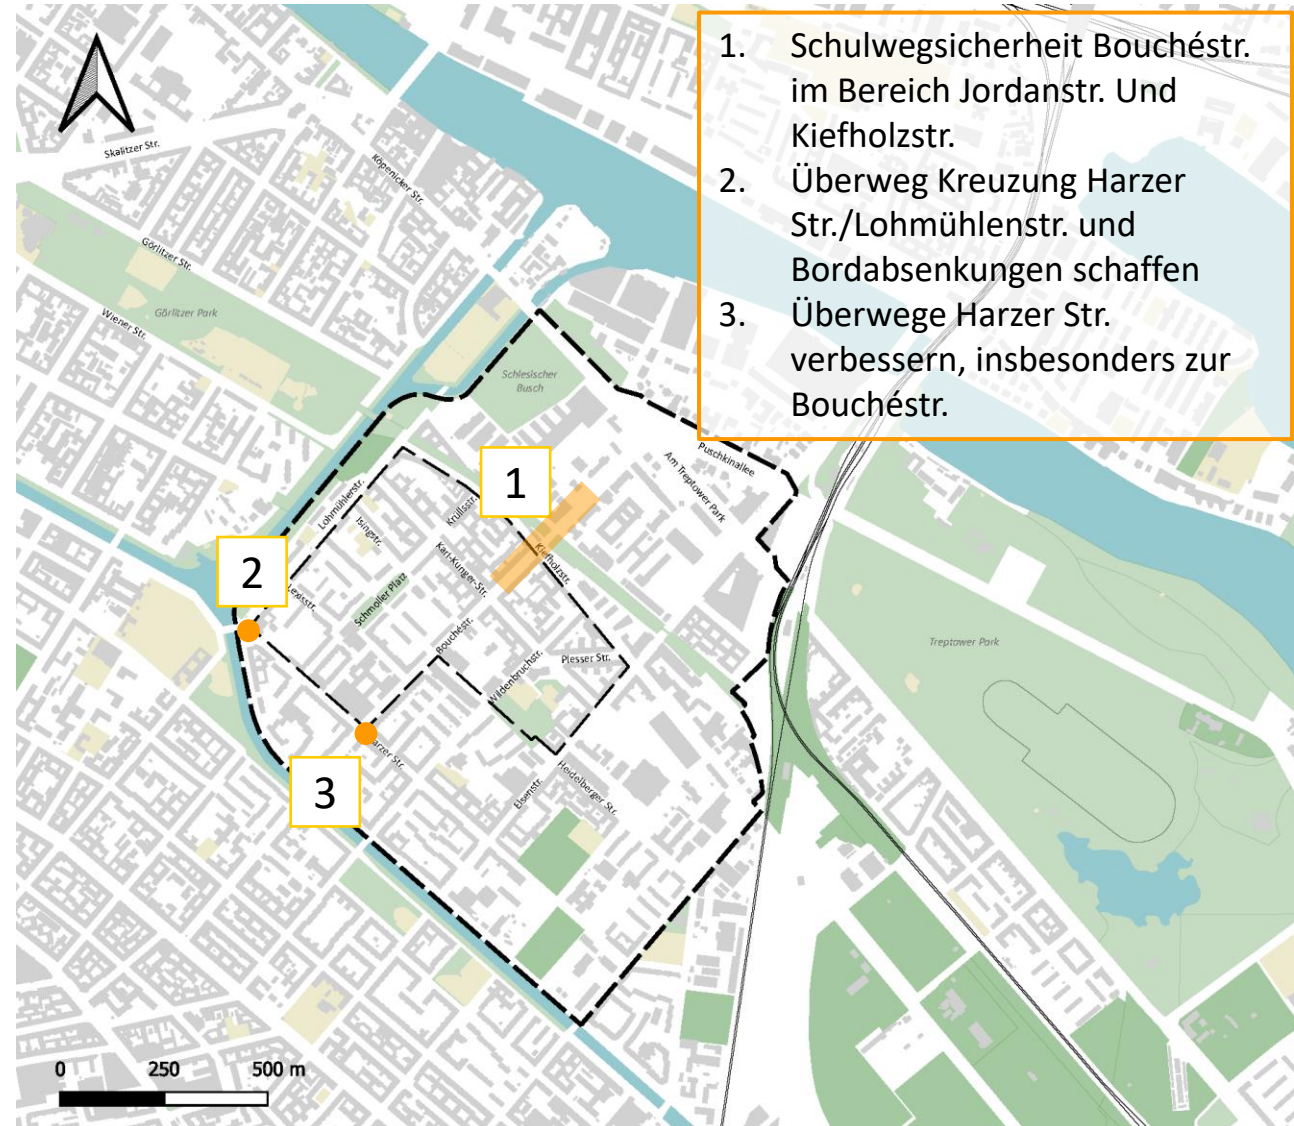 1. Schulwegsicherheit Bouchéstr.
im Bereich Jordanstr. Und
Kiefholzstr.
2. Überweg Kreuzung Harzer
Str./Lohmühlenstr. und
Bordabsenkungen schaffen
3. Überwege Harzer Str.
verbessern, insbesonders zur
Bouchéstr.
Skalitzer Str.
Köpenicker Str.
Görlitzer Str.
Görlitzer Park
Wiener Str.
Schlesischer
Busch
Puschkinallee
Am Treptower Park
1
Lohmühlerstr.
Isingstr.
Krullsstr.
Karl-Kunger-Str.
Kiefholzstr.
2
Schmoller Platz
Bouchéstr.
Wildenbruchstr.
Plesser Str.
Treptower Park
arzer Str.
3
Elsenstr.
Heidelberger Str.
0 250 500 m